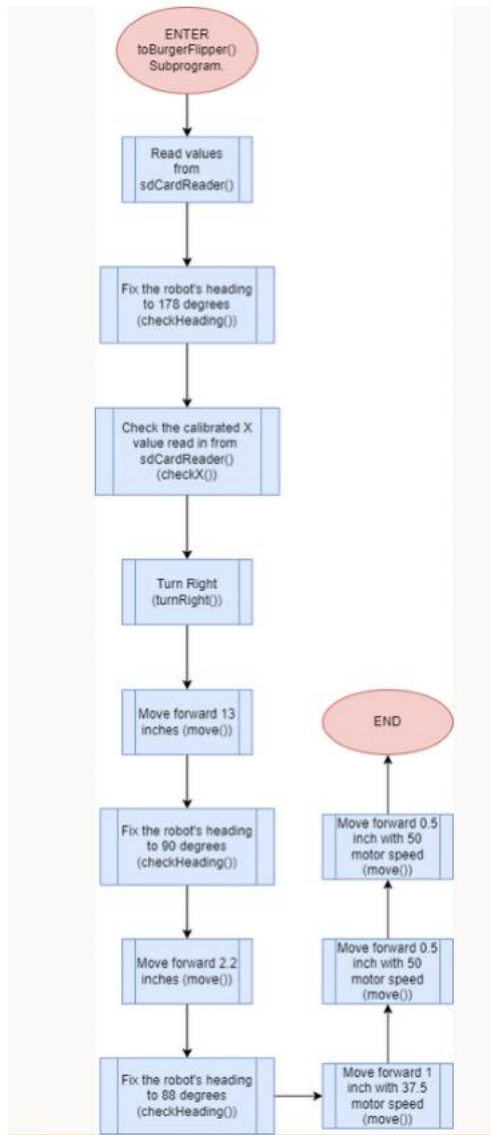 ENTER
toBurgerFlipper()
Subprogram.
Read values
from
sdCardReader()
Fix the robot's heading
to 178 degrees
(checkHeading())
Check the calibrated X
value read in from
sdCardReader()
(checkX())
Turn Right
(turnRight())
Move forward 13
inches (move())
Fix the robot's heading
to 90 degrees
(checkHeading())
Move forward 2.2
inches (move())
Fix the robot's heading
to 88 degrees
(checkHeading())
Move forward 1
inch with 37.5
motor speed
(move())
Move forward 0.5
inch with 50
motor speed
(move())
Move forward 0.5
inch with 50
motor speed
(move())
END